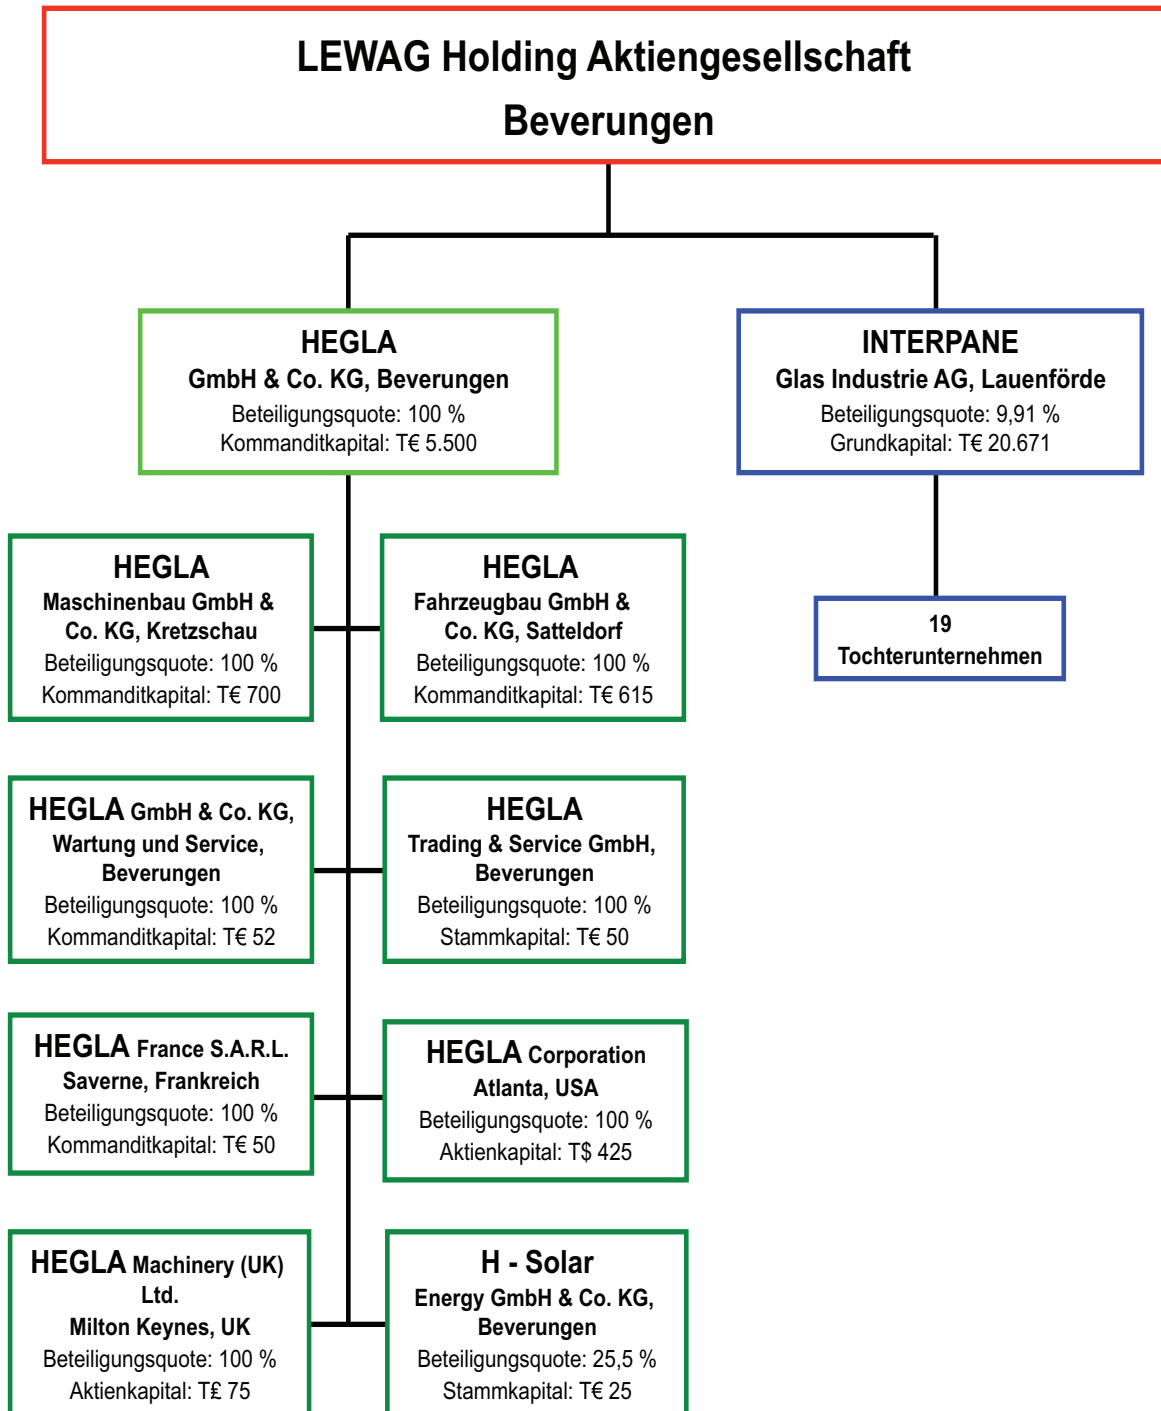 LEWAG Holding Aktiengesellschaft
Beverungen
HEGLA
GmbH & Co. KG, Beverungen
Beteiligungsquote: 100 %
Kommanditkapital: T€ 5.500
INTERPANE
Glas Industrie AG, Lauenförde
Beteiligungsquote: 9,91 %
Grundkapital: T€ 20.671
HEGLA
Maschinenbau GmbH &
Co. KG, Kretzschau
Beteiligungsquote: 100 %
Kommanditkapital: T€ 700
HEGLA
Fahrzeugbau GmbH &
Co. KG, Satteldorf
Beteiligungsquote: 100 %
Kommanditkapital: T€ 615
19
Tochterunternehmen
HEGLA GmbH & Co. KG,
Wartung und Service,
Beverungen
Beteiligungsquote: 100 %
Kommanditkapital: T€ 52
HEGLA
Trading & Service GmbH,
Beverungen
Beteiligungsquote: 100 %
Stammkapital: T€ 50
HEGLA France S.A.R.L.
Saverne, Frankreich
Beteiligungsquote: 100 %
Kommanditkapital: T€ 50
HEGLA Corporation
Atlanta, USA
Beteiligungsquote: 100 %
Aktienkapital: T$ 425
HEGLA Machinery (UK)
Ltd.
Milton Keynes, UK
Beteiligungsquote: 100 %
Aktienkapital: T₤ 75
H - Solar
Energy GmbH & Co. KG,
Beverungen
Beteiligungsquote: 25,5 %
Stammkapital: T€ 25